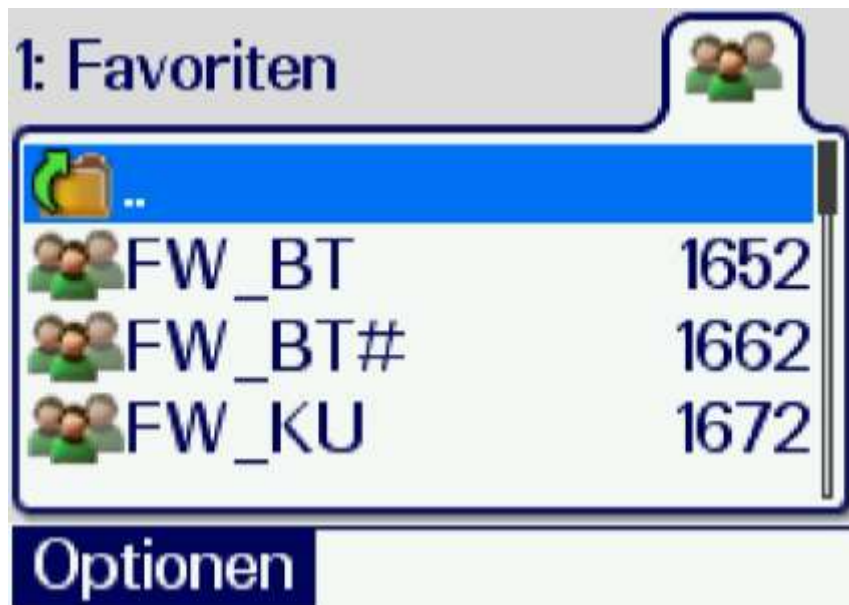 1: Favoriten
..
FW_BT 1652
FW_BT# 1662
FW_KU 1672
Optionen